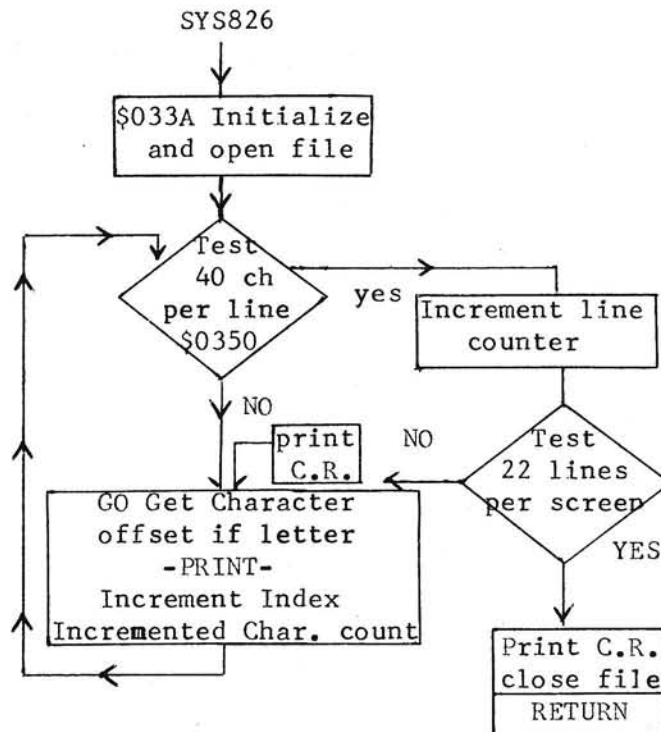 SYS826
$033A Initialize
and open file
Test
40 ch
per line
$0350
yes
Increment line
counter
NO
print
C.R.
NO
Test
22 lines
per screen
YES
GO Get Character
offset if letter
-PRINT-
Increment Index
Incremented Char. count
Print C.R.
close file
RETURN